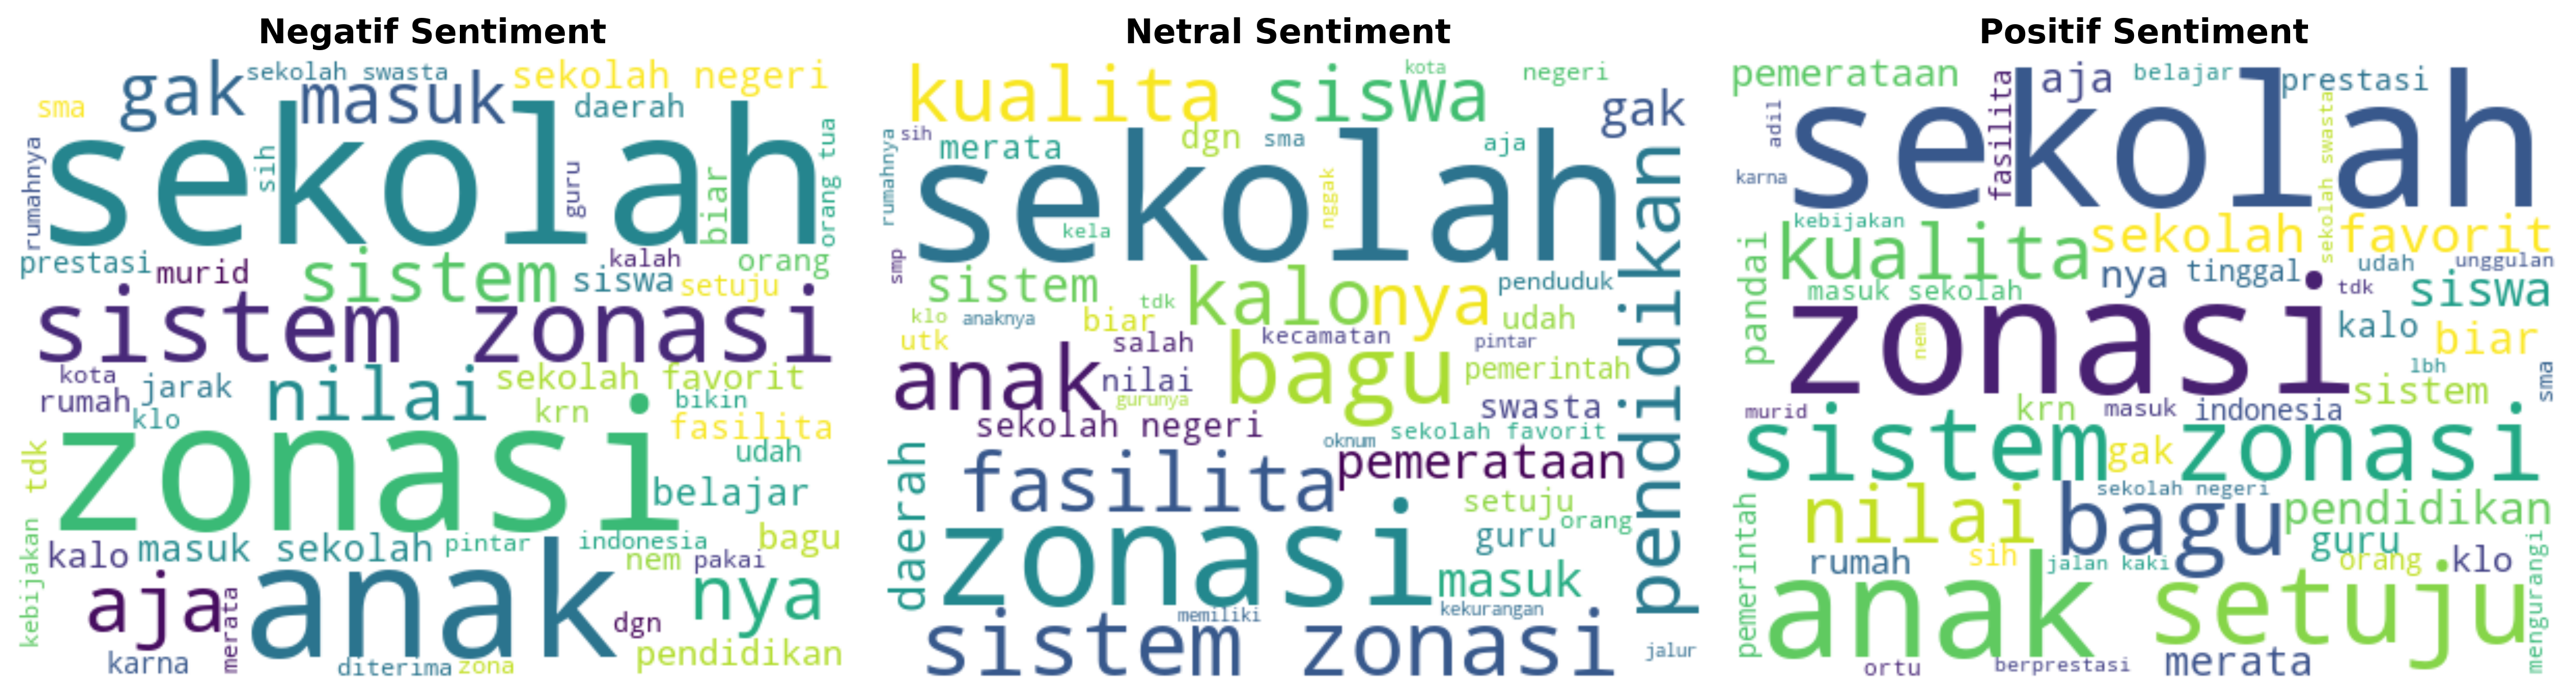 Negatif Sentiment
sekolah swasta
sekolah negeri
gak
masuk
sma
daerah
sekolah
rumahnya
sih
guru
biar
orang tua
prestasi
murid
sistem
kalah
siswa
orang
setuju
sistem zonasi
kota
jarak
rumah
klo
nilai
sekolah favorit
krn
bikin
fasilita
udah
zonasi
tdk
belajar
kebijakan
kalo
masuk sekolah
pintar
indonesia
bagu
nem
pakai
aja
merata
anak
nya
dgn
karna
diterima
zona
pendidikan
Netral Sentiment
kualita
siswa
kota
negeri
gak
rumahnya
sih
merata
dgn
sma
aja
sekolah
kela
nggak
smp
pendidikan
sistem
kalo
nya
penduduk
klo
anaknya
tdk
biar
udah
utk
salah
kecamatan
pintar
anak
nilai
gurunya
bagu
pemerintah
swasta
sekolah negeri
oknum
sekolah favorit
daerah
fasilita
pemerataan
setuju
orang
guru
zonasi
masuk
memiliki
kekurangan
sistem zonasi
jalur
Positif Sentiment
pemerataan
fasilita
aja
belajar
prestasi
adil
karna
sekolah
sekolah swasta
kebijakan
pandai
kualita
sekolah favorit
nya
tinggal
udah
unggulan
masuk sekolah
tdk
siswa
zonasi
nem
kalo
biar
lbh
sistem
sma
murid
krn
masuk
indonesia
sistem zonasi
gak
sekolah negeri
pemerintah
nilai
bagu
pendidikan
guru
rumah
sih
jalan kaki
orang
klo
mengurangi
anak
setuju
ortu
berprestasi
merata